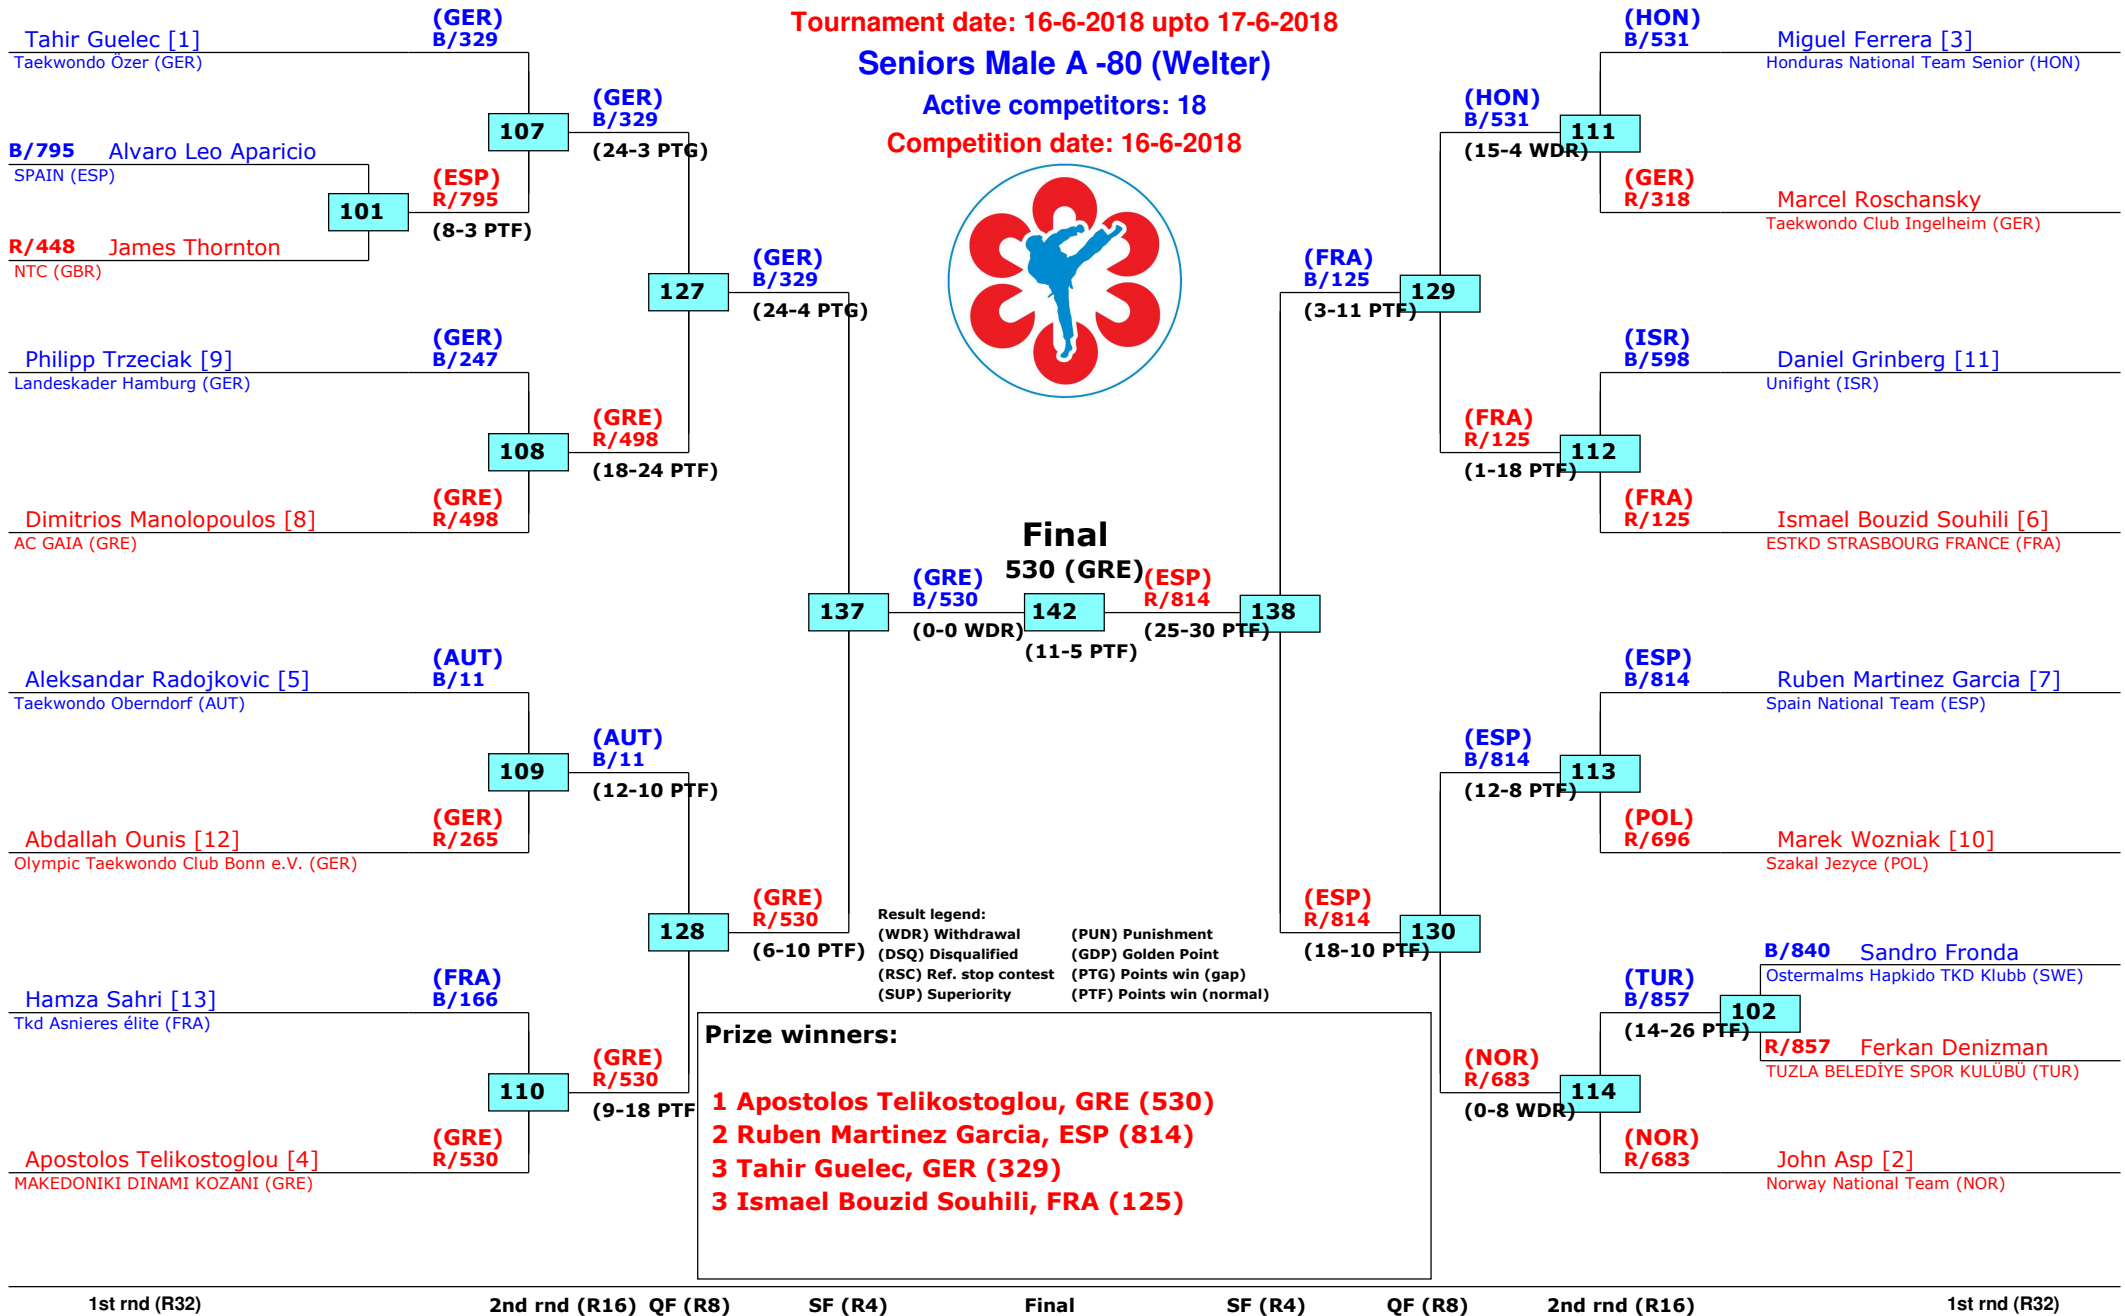 Tournament date: 16-6-2018 upto 17-6-2018
Seniors Male A -80 (Welter)
Active competitors: 18
Competition date: 16-6-2018
(GER)
Tahir Guelec [1] B/329
Taekwondo Özer (GER)
107
(GER)
B/329
(24-3 PTG)
B/795 Alvaro Leo Aparicio
SPAIN (ESP)
101
(ESP)
R/795
(8-3 PTF)
R/448 James Thornton
NTC (GBR)
127
(GER)
B/329
(24-4 PTG)
(GER)
Philipp Trzeciak [9] B/247
Landeskader Hamburg (GER)
108
(GRE)
R/498
(18-24 PTF)
(GRE)
Dimitrios Manolopoulos [8] R/498
AC GAIA (GRE)
137
(GRE)
B/530
(0-0 WDR)
(AUT)
Aleksandar Radojkovic [5] B/11
Taekwondo Oberndorf (AUT)
109
(AUT)
B/11
(12-10 PTF)
(GER)
Abdallah Ounis [12] R/265
Olympic Taekwondo Club Bonn e.V. (GER)
128
(GRE)
R/530
(6-10 PTF)
(FRA)
Hamza Sahri [13] B/166
Tkd Asnieres élite (FRA)
110
(GRE)
R/530
(9-18 PTF
(GRE)
Apostolos Telikostoglou [4] R/530
MAKEDONIKI DINAMI KOZANI (GRE)
Final
530 (GRE)
142
(11-5 PTF)
(ESP)
R/814
(25-30 PTF)
138
(HON)
B/531 Miguel Ferrera [3]
Honduras National Team Senior (HON)
(HON)
B/531
(15-4 WDR)
111
(GER)
R/318 Marcel Roschansky
Taekwondo Club Ingelheim (GER)
(FRA)
B/125
(3-11 PTF)
129
(ISR)
B/598 Daniel Grinberg [11]
Unifight (ISR)
(FRA)
R/125
(1-18 PTF)
112
(FRA)
R/125 Ismael Bouzid Souhili [6]
ESTKD STRASBOURG FRANCE (FRA)
(ESP)
B/814 Ruben Martinez Garcia [7]
Spain National Team (ESP)
(ESP)
B/814
(12-8 PTF)
113
(POL)
R/696 Marek Wozniak [10]
Szakal Jezyce (POL)
(ESP)
R/814
(18-10 PTF)
130
B/840 Sandro Fronda
Ostermalms Hapkido TKD Klubb (SWE)
(TUR)
B/857
(14-26 PTF)
102
R/857 Ferkan Denizman
TUZLA BELEDİYE SPOR KULÜBÜ (TUR)
(NOR)
R/683
(0-8 WDR)
114
(NOR)
R/683 John Asp [2]
Norway National Team (NOR)
Result legend:
(WDR) Withdrawal (PUN) Punishment
(DSQ) Disqualified (GDP) Golden Point
(RSC) Ref. stop contest (PTG) Points win (gap)
(SUP) Superiority (PTF) Points win (normal)
Prize winners:
1 Apostolos Telikostoglou, GRE (530)
2 Ruben Martinez Garcia, ESP (814)
3 Tahir Guelec, GER (329)
3 Ismael Bouzid Souhili, FRA (125)
1st rnd (R32) 2nd rnd (R16) QF (R8) SF (R4) Final SF (R4) QF (R8) 2nd rnd (R16) 1st rnd (R32)